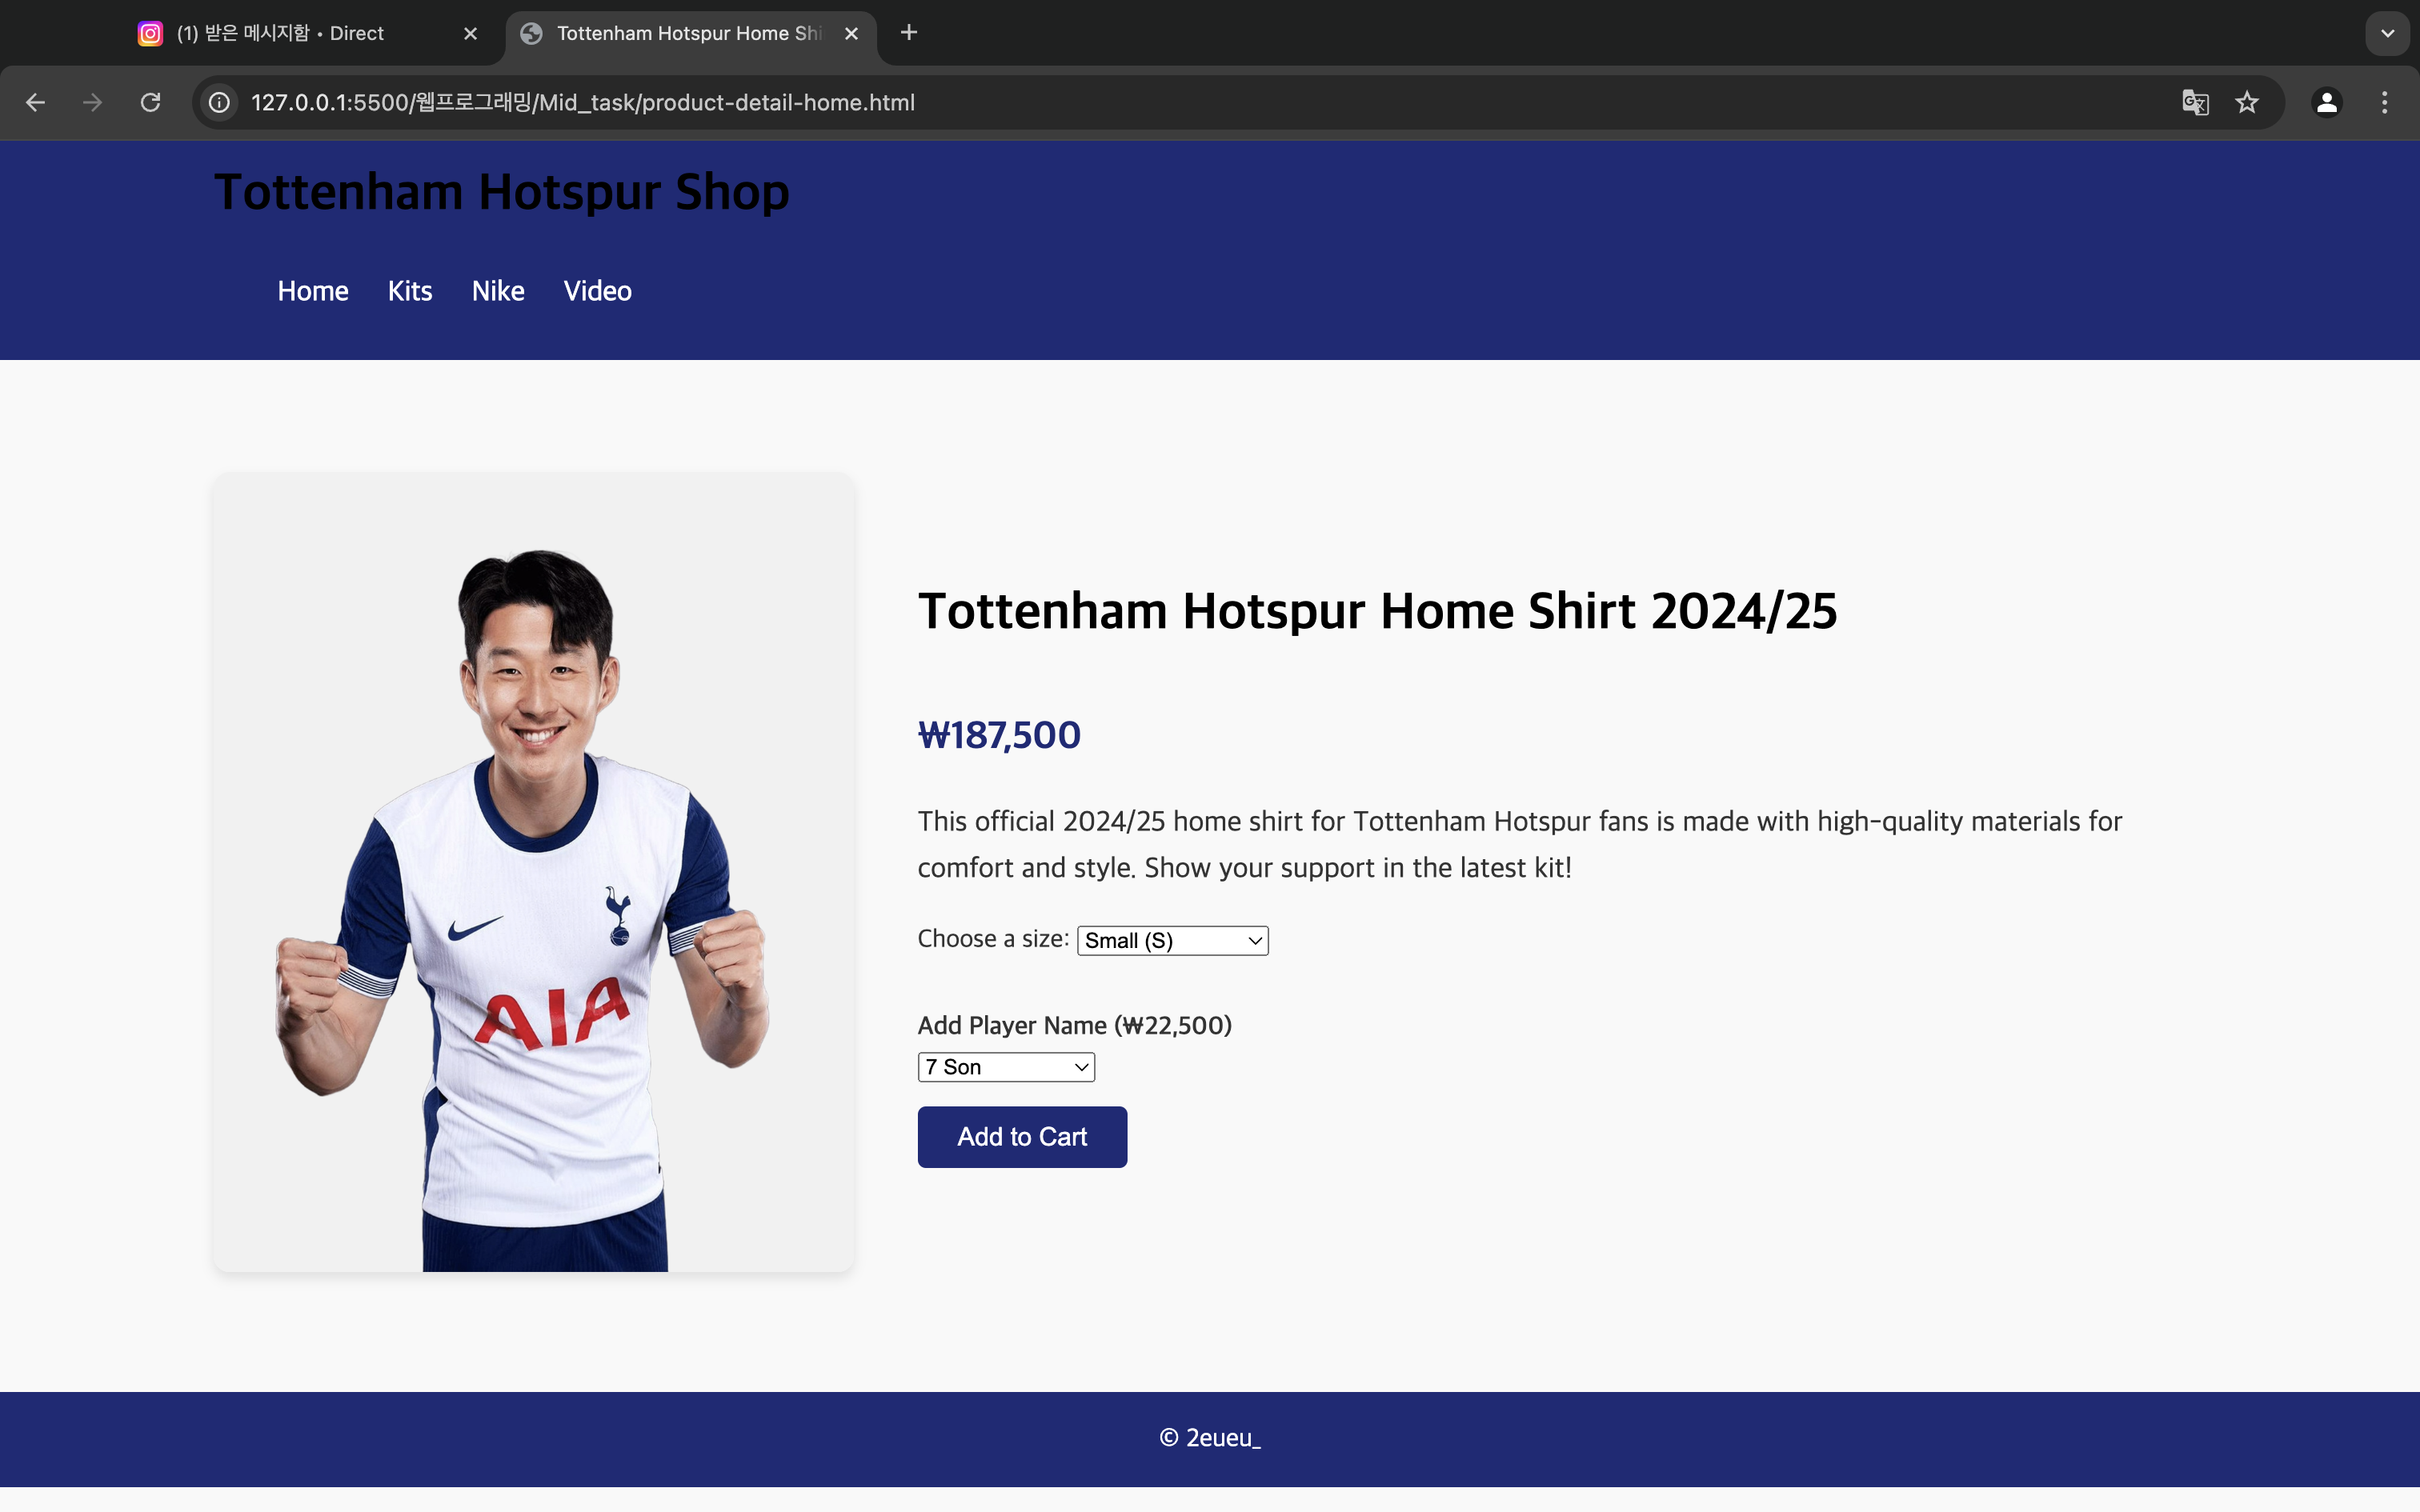 (1) 받은 메시지함 • Direct
Tottenham Hotspur Home Shi
127.0.0.1:5500/웹프로그래밍/Mid_task/product-detail-home.html
Tottenham Hotspur Shop
Home Kits Nike Video
Tottenham Hotspur Home Shirt 2024/25
₩187,500
This official 2024/25 home shirt for Tottenham Hotspur fans is made with high-quality materials for
comfort and style. Show your support in the latest kit!
Choose a size: Small (S)
Add Player Name (₩22,500)
7 Son
Add to Cart
AIA
© 2eueu_